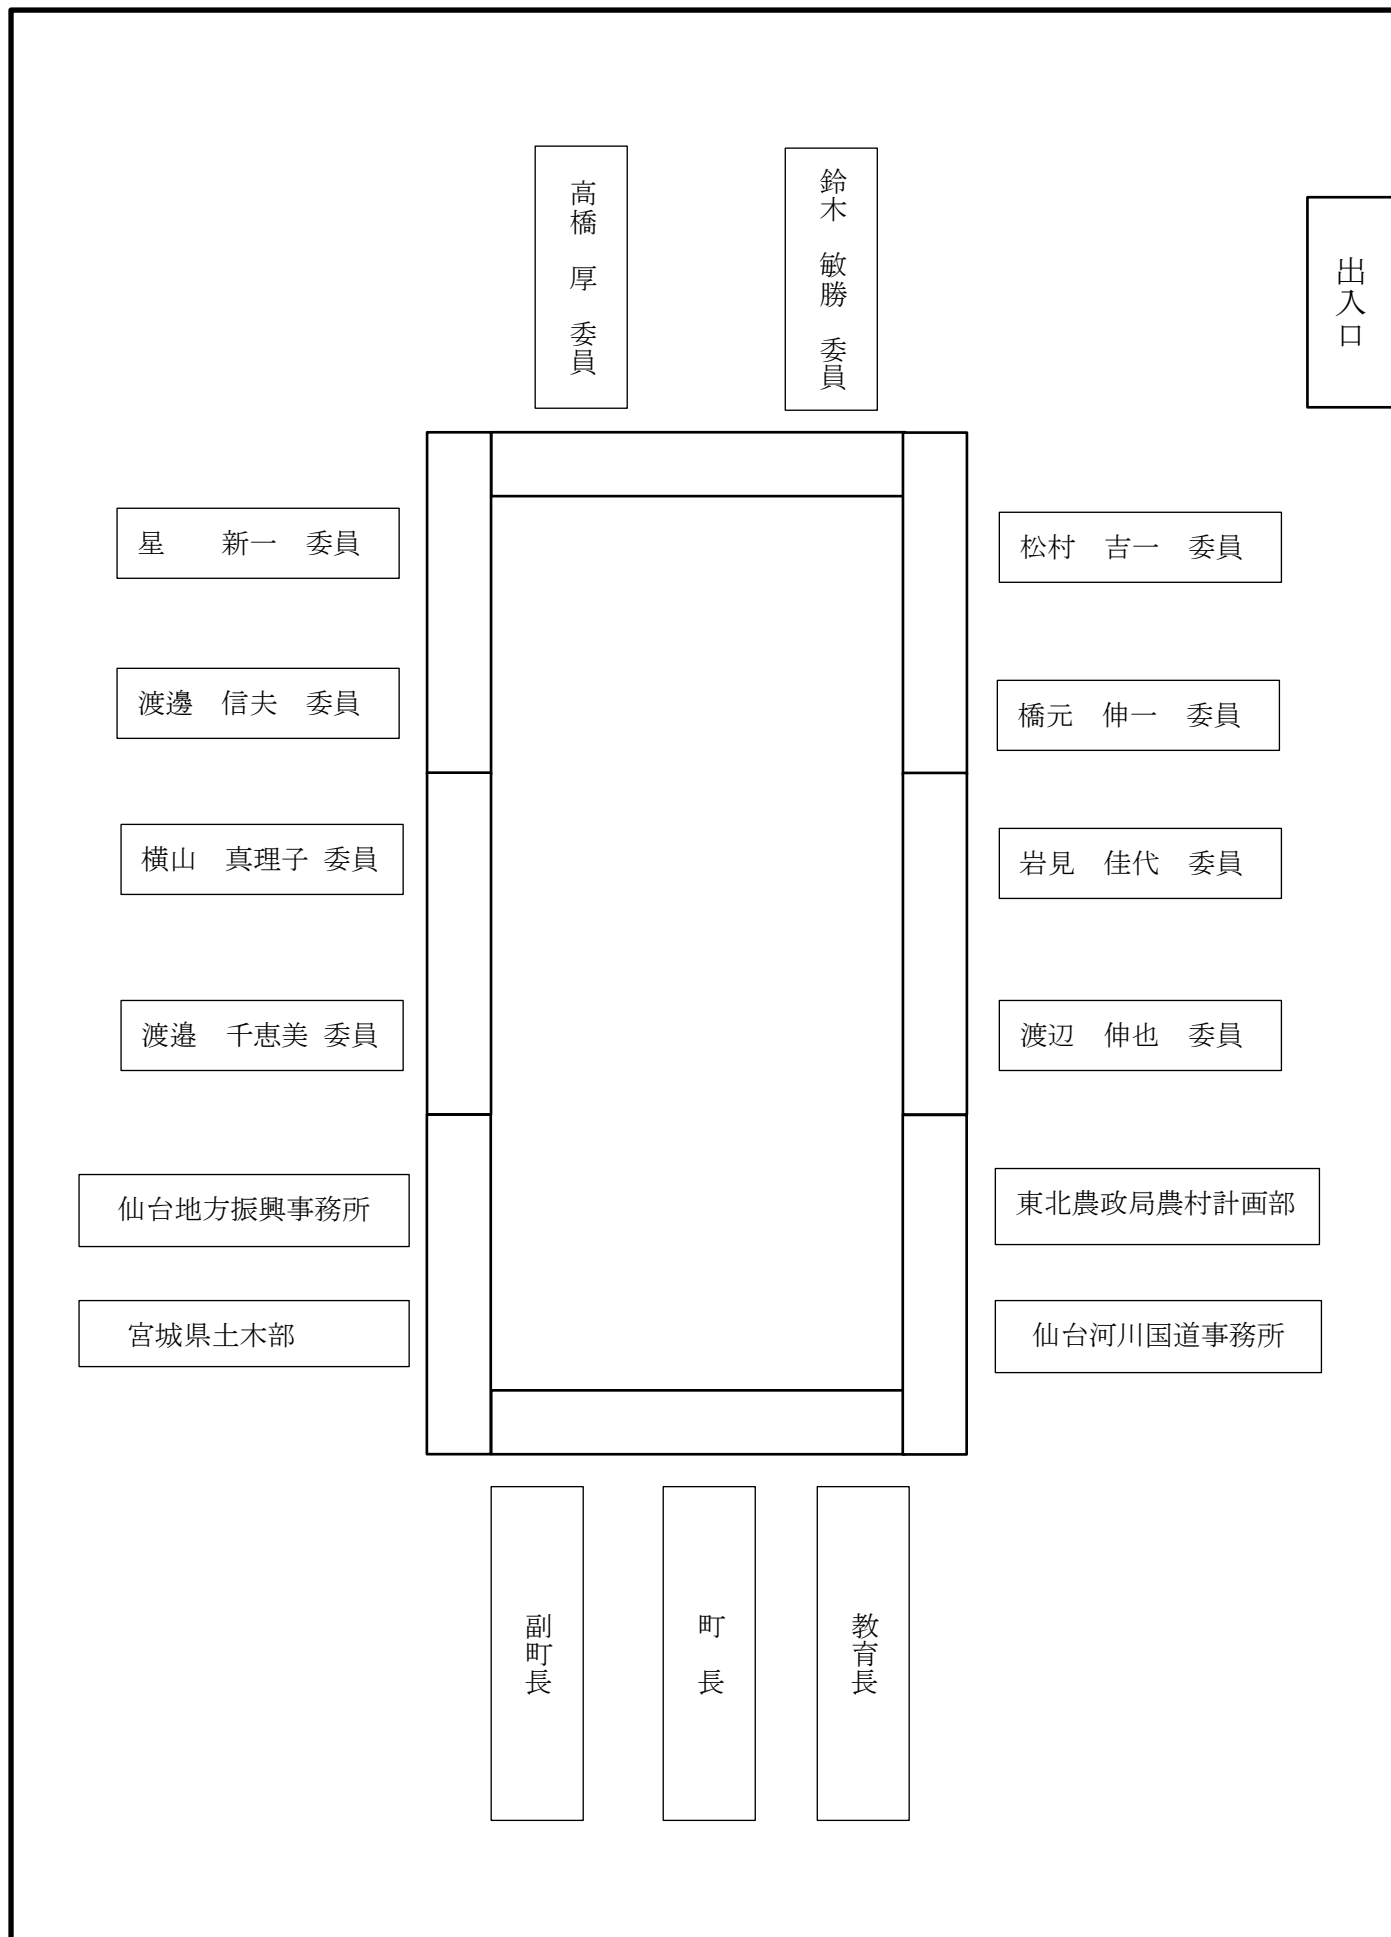 高橋　厚　委員
鈴木　敏勝　委員
出入口
星　　新一　委員
松村　吉一　委員
渡邊　信夫　委員
橋元　伸一　委員
横山　真理子 委員
岩見　佳代　委員
渡邉　千恵美 委員
渡辺　伸也　委員
仙台地方振興事務所
東北農政局農村計画部
宮城県土木部
仙台河川国道事務所
副町長
町　長
教育長